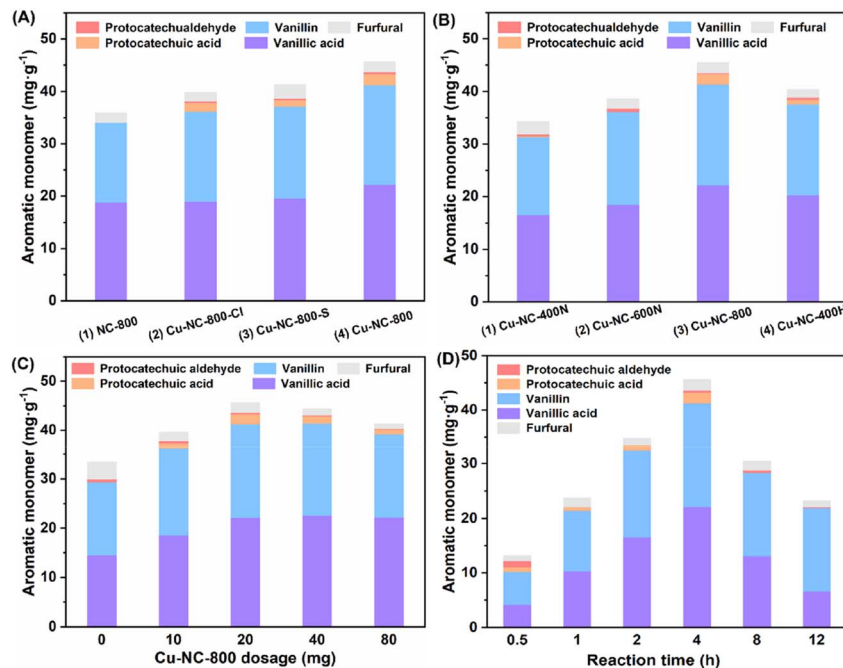 (A)
Protocatechualdehyde Vanillin Furfural
Protocatechuic acid Vanillic acid
Aromatic monomer (mg·g⁻¹)
50
40
30
20
10
0
(1) NC-800 (2) Cu-NC-800-Cl (3) Cu-NC-800-S (4) Cu-NC-800
(B)
Protocatechualdehyde Vanillin Furfural
Protocatechuic acid Vanillic acid
Aromatic monomer (mg·g⁻¹)
50
40
30
20
10
0
(1) Cu-NC-400N (2) Cu-NC-600N (3) Cu-NC-800 (4) Cu-NC-400H
(C)
Protocatechuic aldehyde Vanillin Furfural
Protocatechuic acid Vanillic acid
Aromatic monomer (mg·g⁻¹)
50
40
30
20
10
0
0 10 20 40 80
Cu-NC-800 dosage (mg)
(D)
Protocatechuic aldehyde
Protocatechuic acid
Vanillin
Vanillic acid
Furfural
Aromatic monomer (mg·g⁻¹)
50
40
30
20
10
0
0.5 1 2 4 8 12
Reaction time (h)